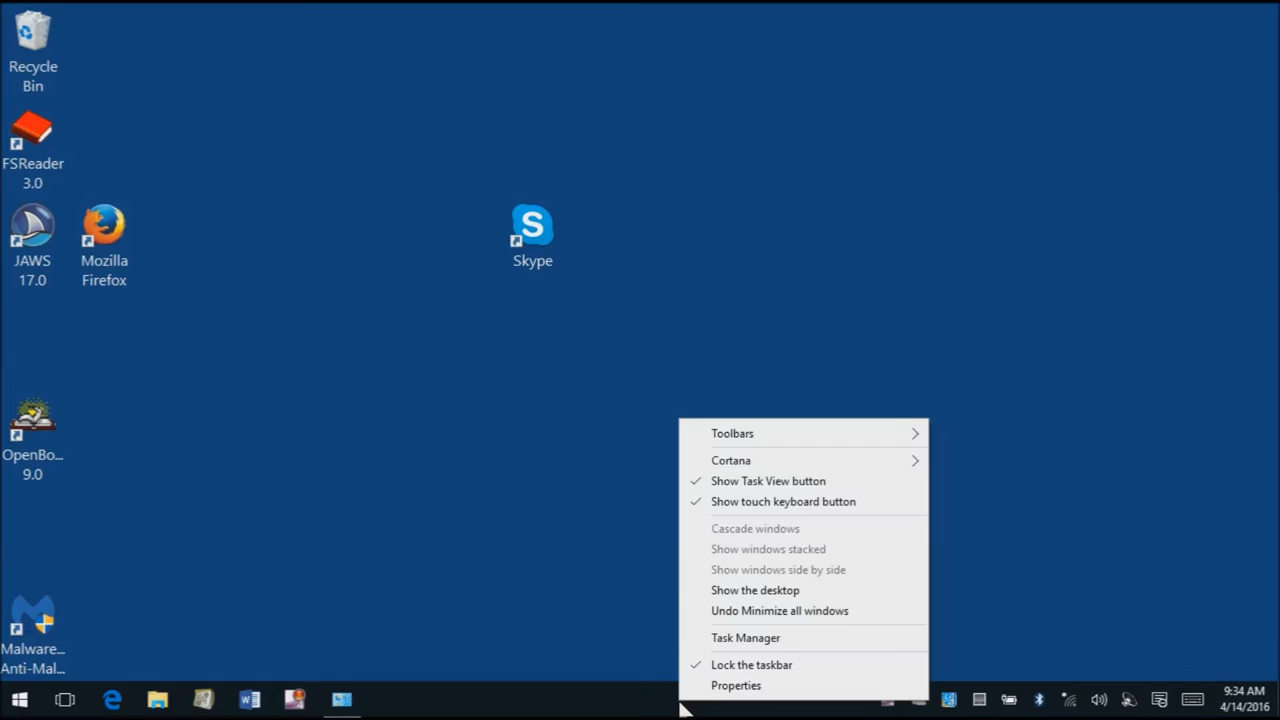 Recycle
Bin
FSReader
3.0
JAWS
17.0
Mozilla
Firefox
S
Skype
OpenBo...
9.0
Malware...
Anti-Mal...
Toolbars
Cortana
Show Task View button
Show touch keyboard button
Cascade windows
Show windows stacked
Show windows side by side
Show the desktop
Undo Minimize all windows
Task Manager
Lock the taskbar
Properties
9:34 AM
4/14/2016